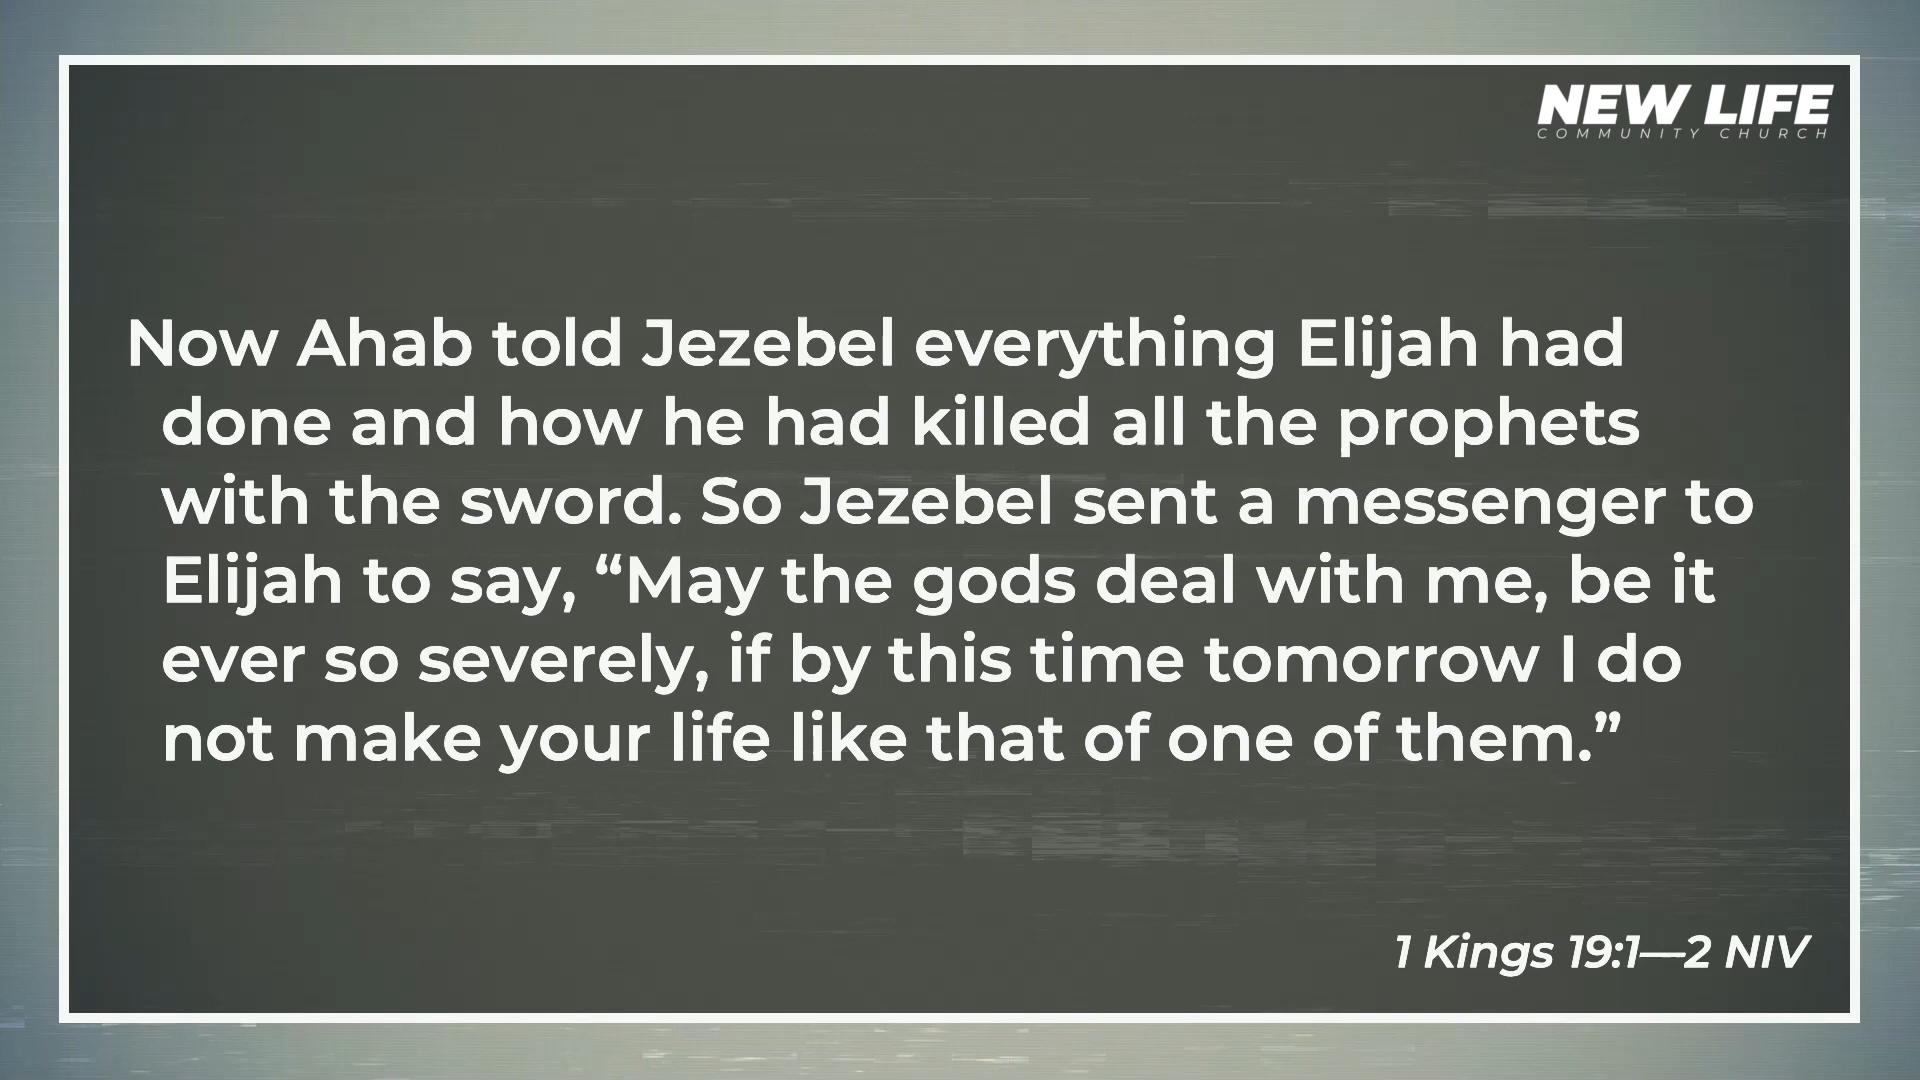 NEW LIFE
COMMUNITY CHURCH
Now Ahab told Jezebel everything Elijah had
done and how he had killed all the prophets
with the sword. So Jezebel sent a messenger to
Elijah to say, “May the gods deal with me, be it
ever so severely, if by this time tomorrow I do
not make your life like that of one of them.”
1 Kings 19:1—2 NIV